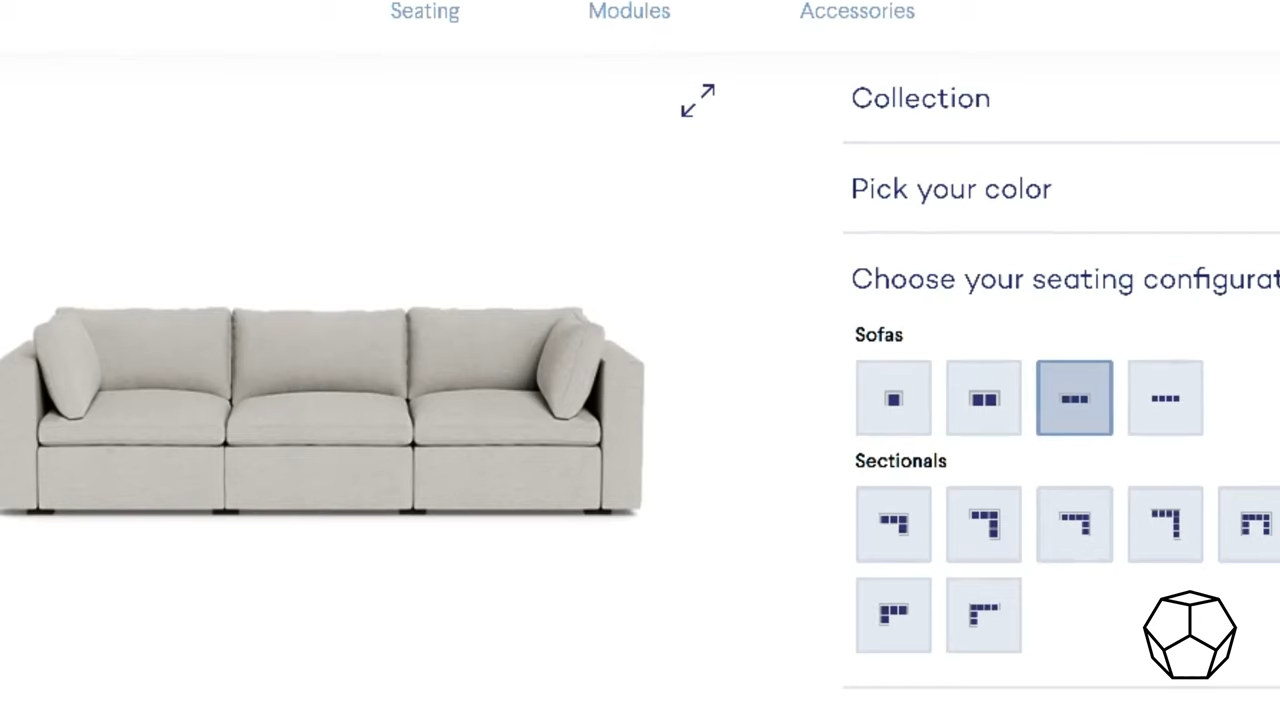 Seating Modules Accessories
Collection
Pick your color
Choose your seating configurat
Sofas
Sectionals